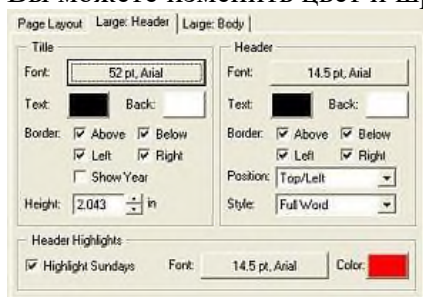 Page Layout Large: Header Large: Body
Title
Font: 52 pt, Arial
Text: Back:
Border: Above Below
Left Right
Show Year
Height: 2.043 in
Header
Font: 14.5 pt, Arial
Text: Back:
Border: Above Below
Left Right
Position: Top/Left
Style: Full Word
Header Highlights
Highlight Sundays Font: 14.5 pt, Arial Color: